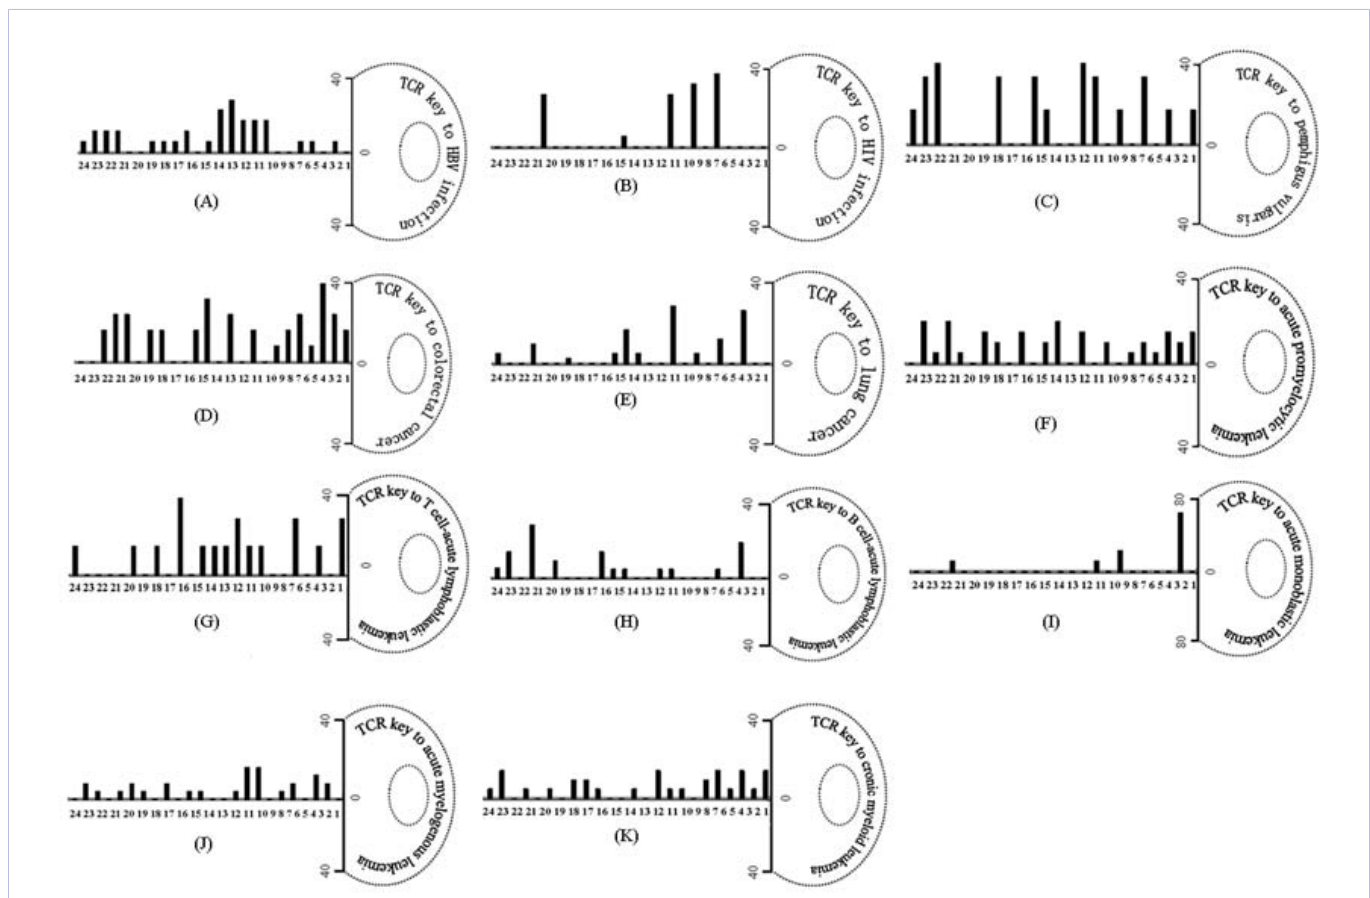 40
TCR key to HBV infection
0
24 23 22 21 20 19 18 17 16 15 14 13 12 11 10 9 8 7 6 5 4 3 2 1
(A)
40
40
TCR key to HIV infection
0
24 23 22 21 20 19 18 17 16 15 14 13 12 11 10 9 8 7 6 5 4 3 2 1
(B)
40
40
TCR key to pemphigus vulgaris
0
24 23 22 21 20 19 18 17 16 15 14 13 12 11 10 9 8 7 6 5 4 3 2 1
(C)
40
40
TCR key to colorectal cancer
0
24 23 22 21 20 19 18 17 16 15 14 13 12 11 10 9 8 7 6 5 4 3 2 1
(D)
40
40
TCR key to lung cancer
0
24 23 22 21 20 19 18 17 16 15 14 13 12 11 10 9 8 7 6 5 4 3 2 1
(E)
40
40
TCR key to acute promyelocytic leukemia
0
24 23 22 21 20 19 18 17 16 15 14 13 12 11 10 9 8 7 6 5 4 3 2 1
(F)
40
40
TCR key to T cell-acute lymphoblastic leukemia
0
24 23 22 21 20 19 18 17 16 15 14 13 12 11 10 9 8 7 6 5 4 3 2 1
(G)
40
40
TCR key to B cell-acute lymphoblastic leukemia
0
24 23 22 21 20 19 18 17 16 15 14 13 12 11 10 9 8 7 6 5 4 3 2 1
(H)
40
80
TCR key to acute monoblastic leukemia
0
24 23 22 21 20 19 18 17 16 15 14 13 12 11 10 9 8 7 6 5 4 3 2 1
(I)
80
40
TCR key to acute myelogenous leukemia
0
24 23 22 21 20 19 18 17 16 15 14 13 12 11 10 9 8 7 6 5 4 3 2 1
(J)
40
40
TCR key to cronic myeloid leukemia
0
24 23 22 21 20 19 18 17 16 15 14 13 12 11 10 9 8 7 6 5 4 3 2 1
(K)
40